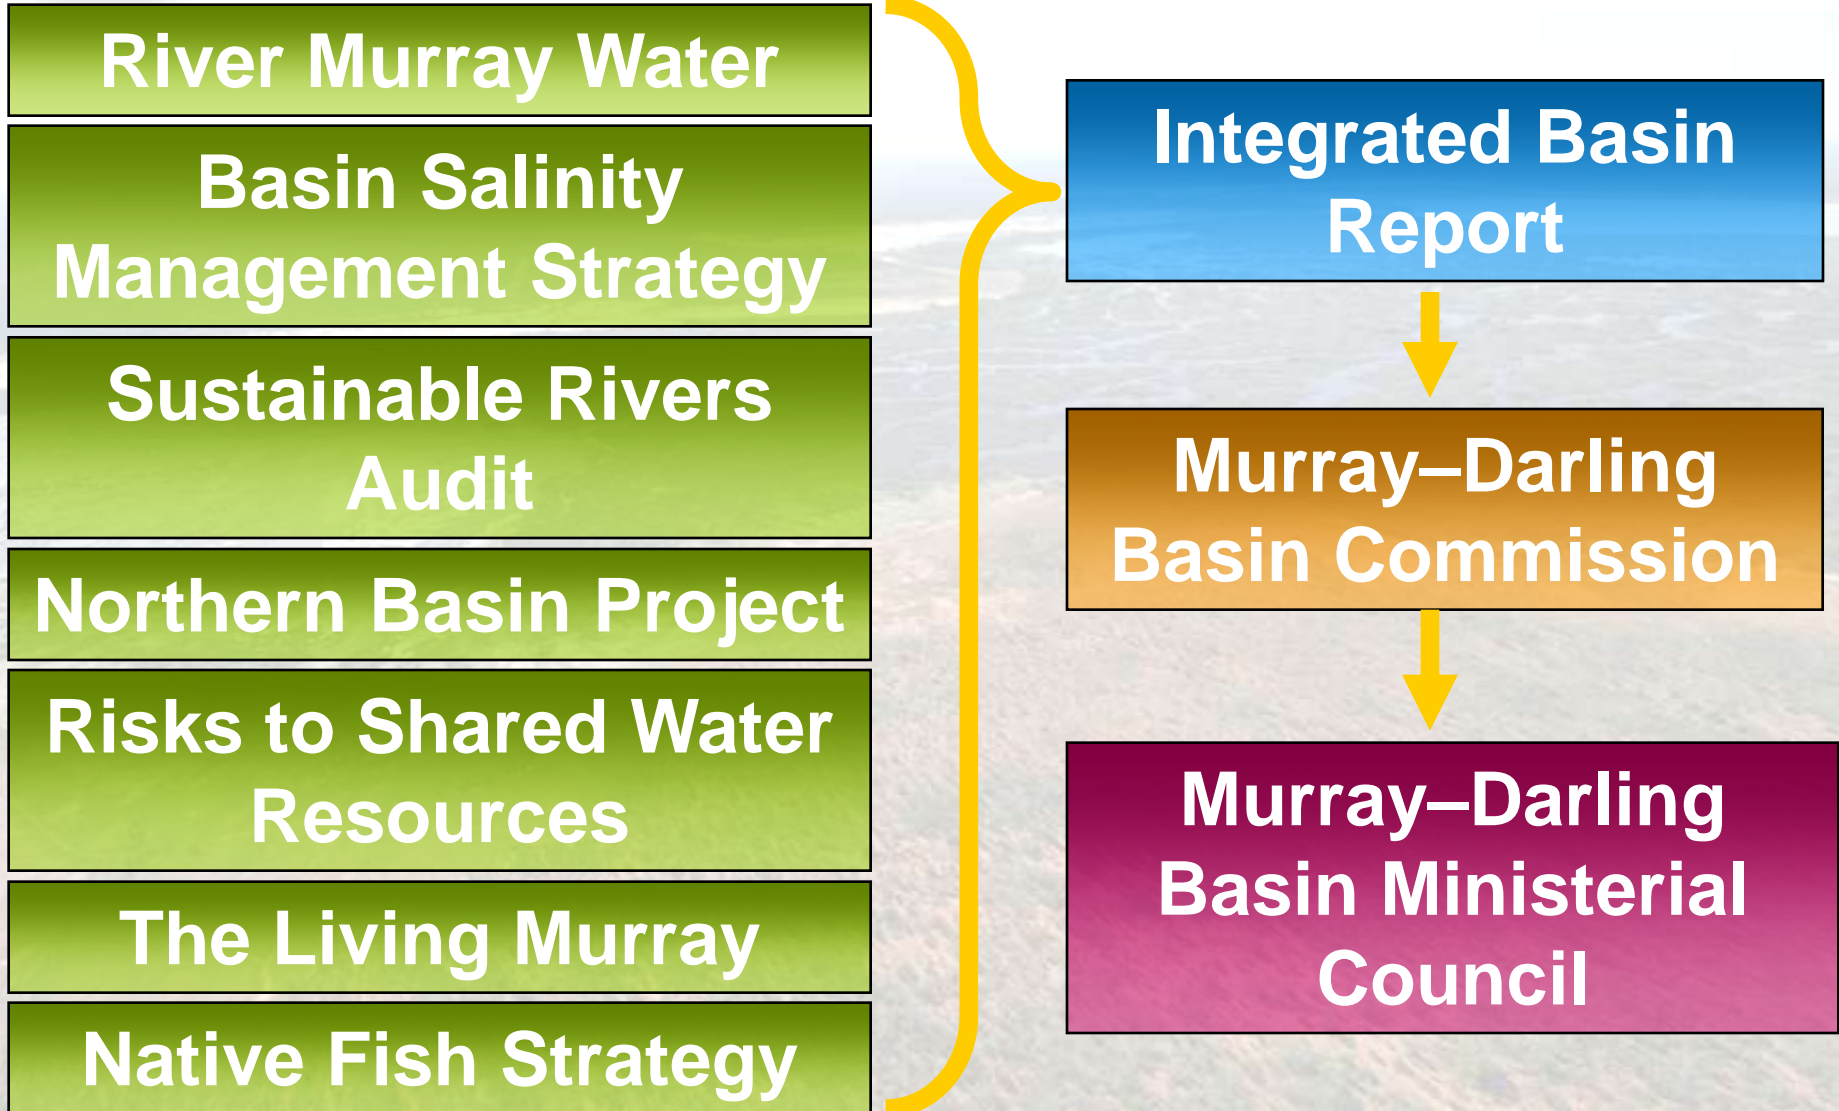 River Murray Water
Basin Salinity
Management Strategy
Sustainable Rivers
Audit
Northern Basin Project
Risks to Shared Water
Resources
The Living Murray
Native Fish Strategy
Integrated Basin
Report
Murray–Darling
Basin Commission
Murray–Darling
Basin Ministerial
Council